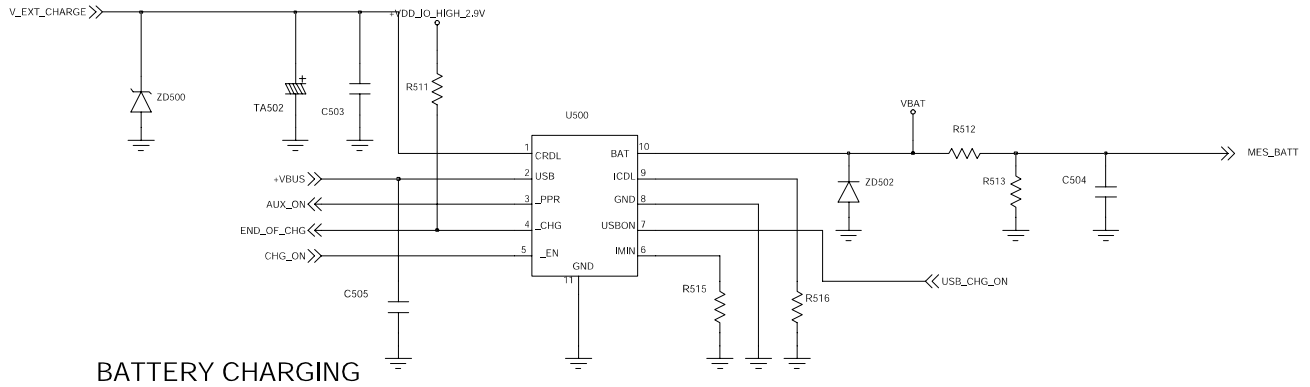 V_EXT_CHARGE
+VDD_IO_HIGH_2.9V
ZD500
TA502
+
C503
R511
U500
VBAT
R512
1
CRDL
BAT
10
MES_BATT
+VBUS
2
USB
ICDL
9
ZD502
R513
C504
AUX_ON
3
_PPR
GND
8
END_OF_CHG
4
_CHG
USBON
7
CHG_ON
5
_EN
IMIN
6
GND
11
USB_CHG_ON
C505
R515
R516
BATTERY CHARGING